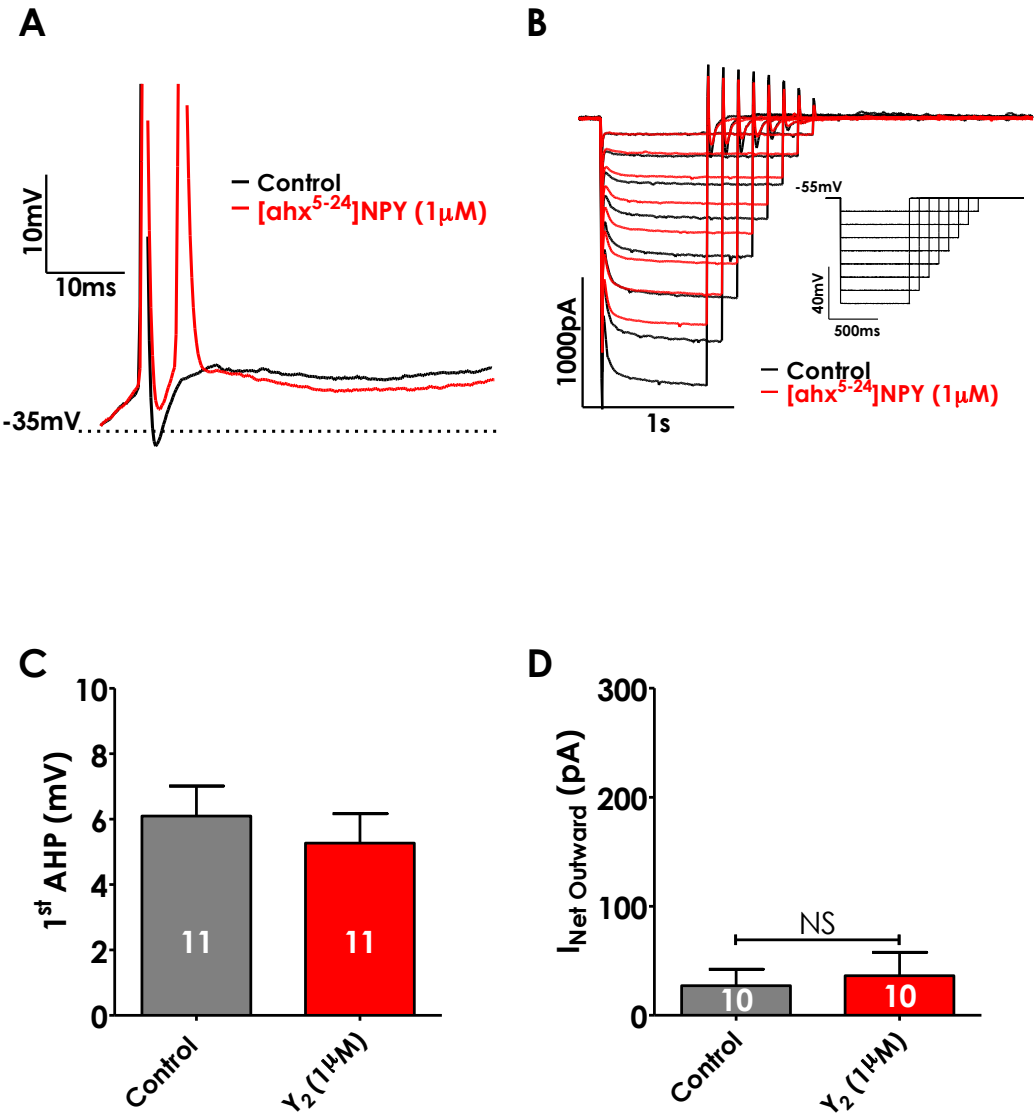 A
Control
[ahx⁵⁻²⁴]NPY (1μM)
10mV
10ms
-35mV
B
-55mV
40mV
500ms
1000pA
Control
[ahx⁵⁻²⁴]NPY (1μM)
1s
C
1ˢᵗ AHP (mV)
10
8
6
4
2
0
11
11
Control
Y₂ (1μM)
D
I_Net Outward (pA)
300
200
100
0
NS
10
10
Control
Y₂ (1μM)